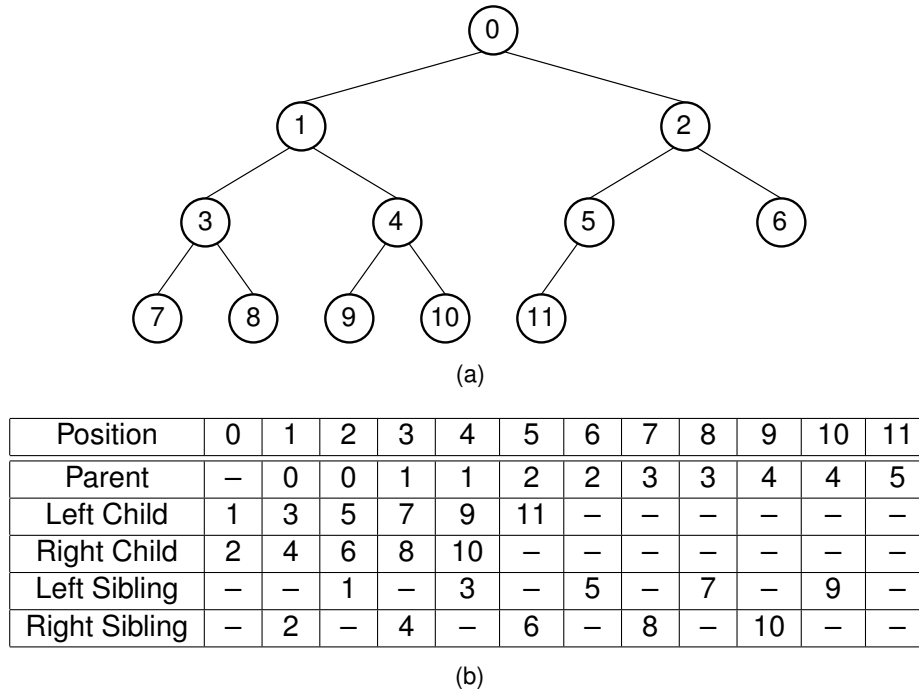 0
1 2
3 4 5 6
7 8 9 10 11
(a)
Position 0 1 2 3 4 5 6 7 8 9 10 11
Parent – 0 0 1 1 2 2 3 3 4 4 5
Left Child 1 3 5 7 9 11 – – – – – –
Right Child 2 4 6 8 10 – – – – – – –
Left Sibling – – 1 – 3 – 5 – 7 – 9 –
Right Sibling – 2 – 4 – 6 – 8 – 10 – –
(b)